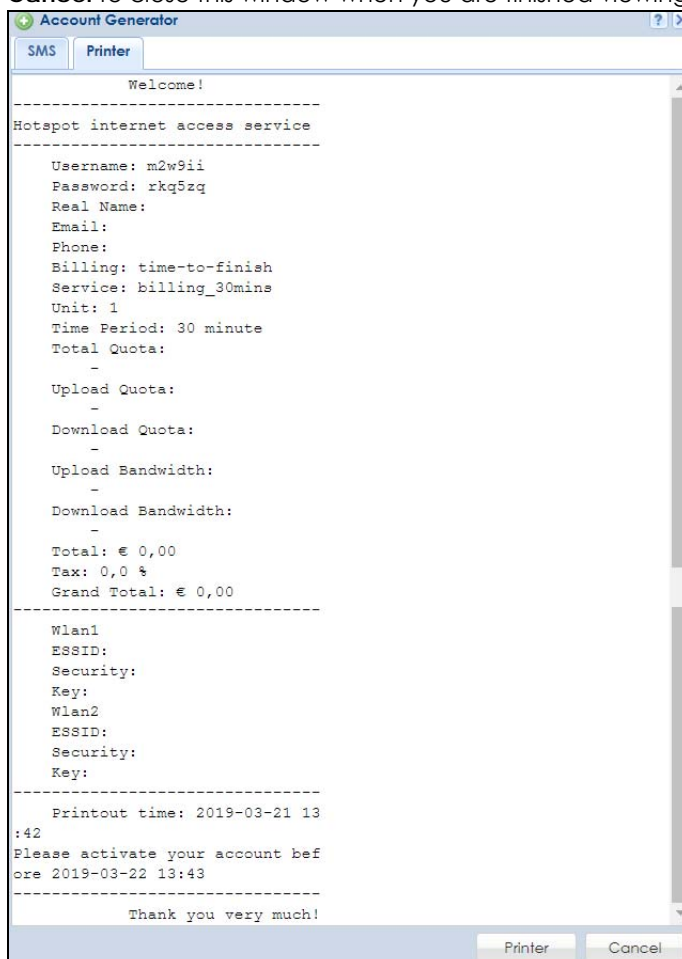 Cancel to close this window when you are finished viewing
Account Generator
SMS Printer
Welcome!
--------------------------------
Hotspot internet access service
--------------------------------
Username: m2w9ii
Password: rkq5zq
Real Name:
Email:
Phone:
Billing: time-to-finish
Service: billing_30mins
Unit: 1
Time Period: 30 minute
Total Quota:
-
Upload Quota:
-
Download Quota:
-
Upload Bandwidth:
-
Download Bandwidth:
-
Total: € 0,00
Tax: 0,0 %
Grand Total: € 0,00
--------------------------------
Wlan1
ESSID:
Security:
Key:
Wlan2
ESSID:
Security:
Key:
--------------------------------
Printout time: 2019-03-21 13
:42
Please activate your account bef
ore 2019-03-22 13:43
--------------------------------
Thank you very much!
Printer Cancel